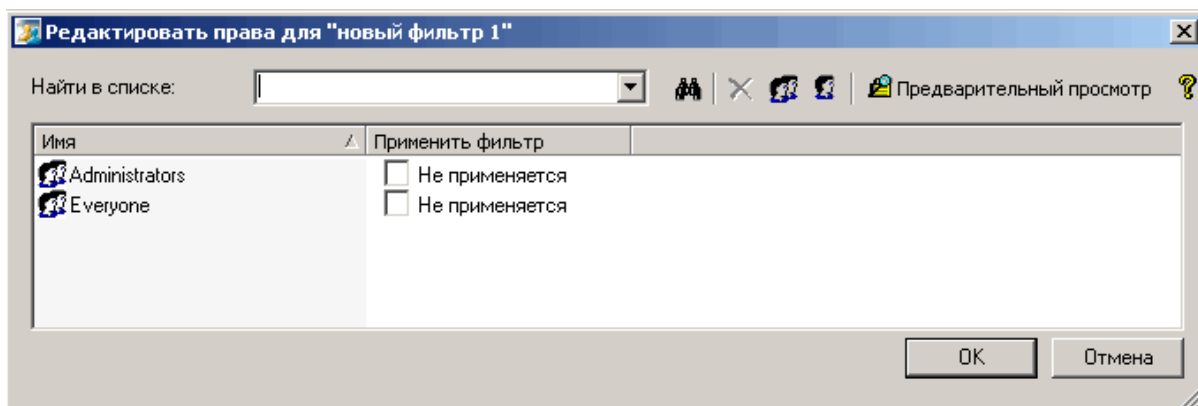 Редактировать права для "новый фильтр 1"
Найти в списке:
Предварительный просмотр
Имя Применить фильтр
Administrators Не применяется
Everyone Не применяется
OK Отмена